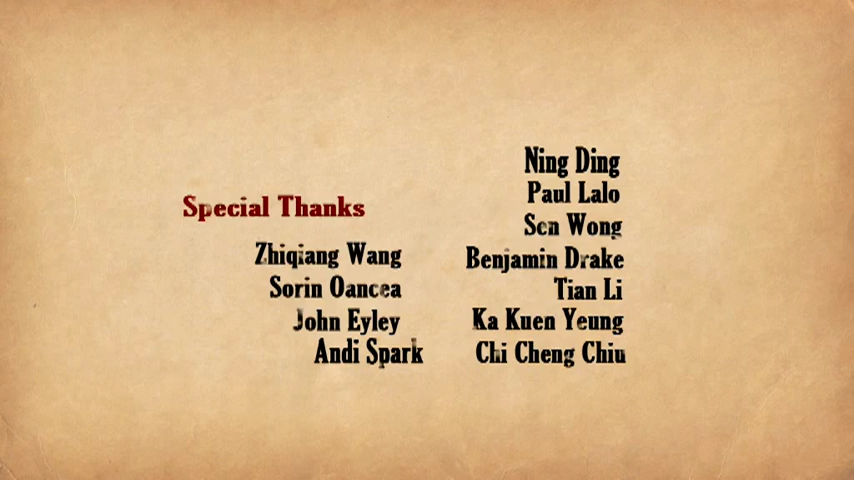 Special Thanks
Zhiqiang Wang
Sorin Oancea
John Eyley
Andi Spark
Ning Ding
Paul Lalo
Sen Wong
Benjamin Drake
Tian Li
Ka Kuen Yeung
Chi Cheng Chiu